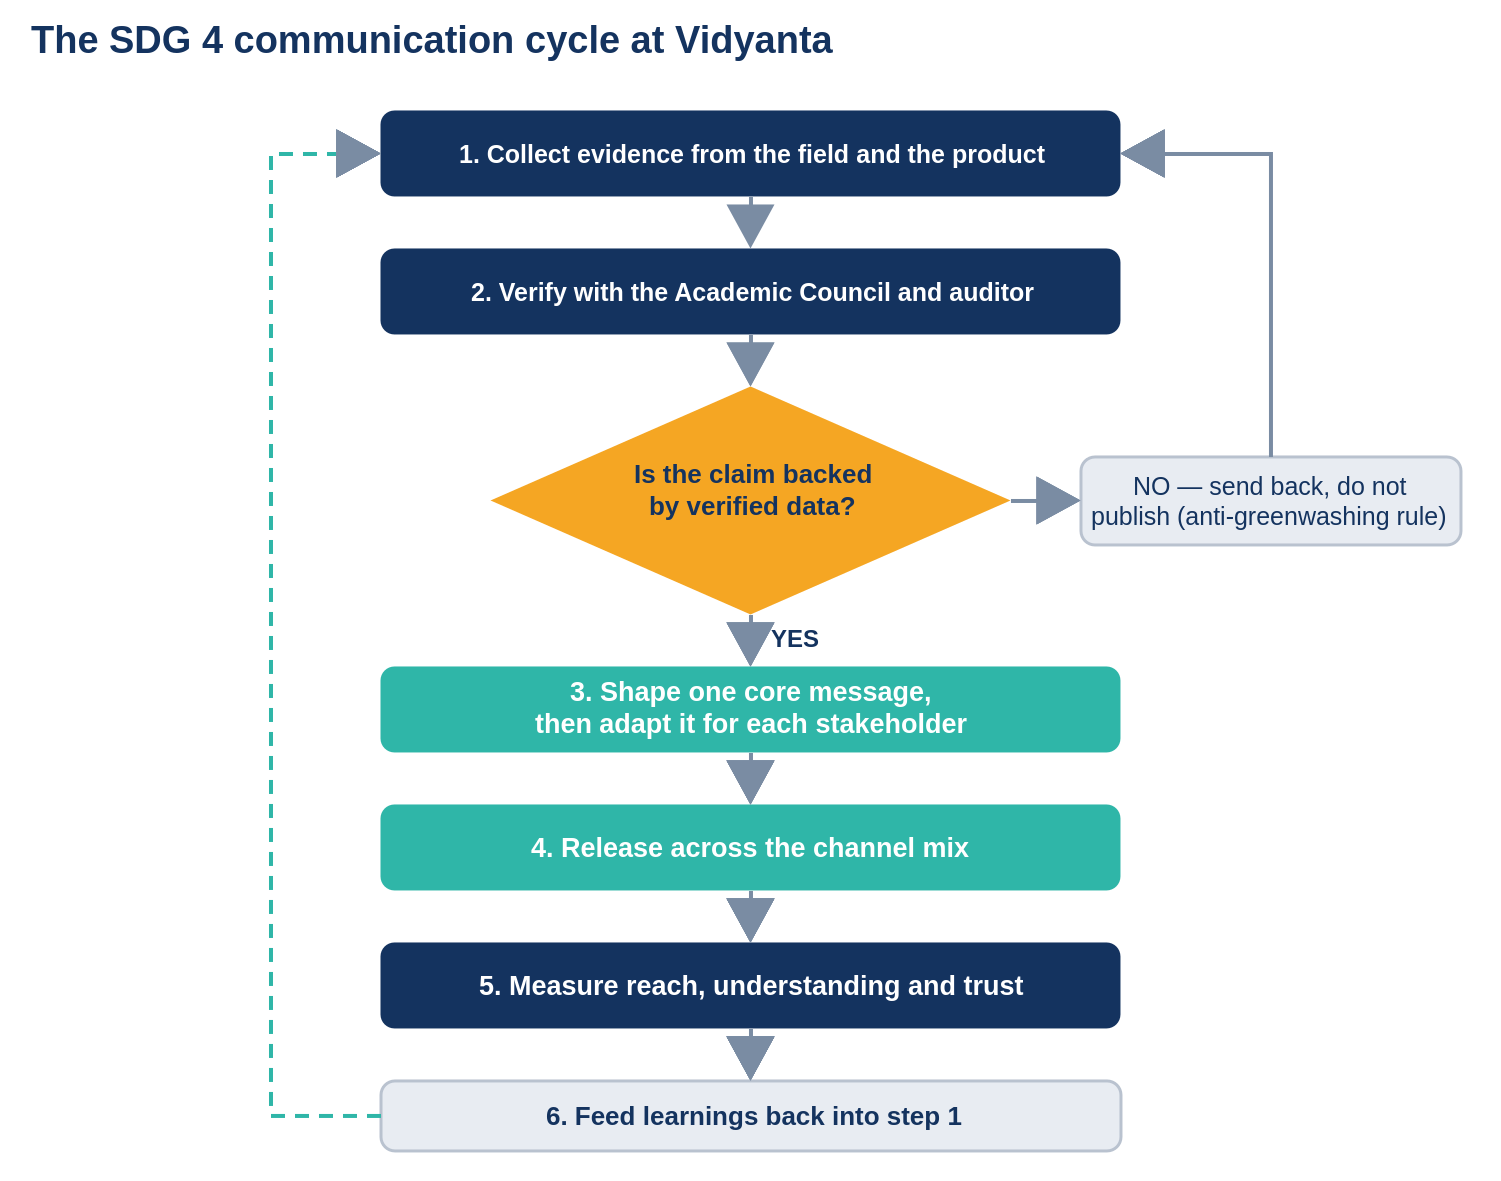 The SDG 4 communication cycle at Vidyanta
1. Collect evidence from the field and the product
2. Verify with the Academic Council and auditor
Is the claim backed
by verified data?
NO — send back, do not
publish (anti-greenwashing rule)
YES
3. Shape one core message,
then adapt it for each stakeholder
4. Release across the channel mix
5. Measure reach, understanding and trust
6. Feed learnings back into step 1